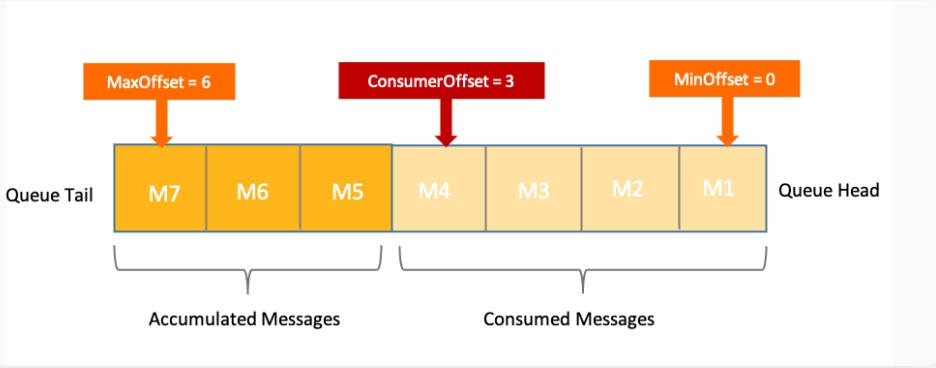 MaxOffset = 6
ConsumerOffset = 3
MinOffset = 0
Queue Tail
M7
M6
M5
M4
M3
M2
M1
Queue Head
Accumulated Messages
Consumed Messages